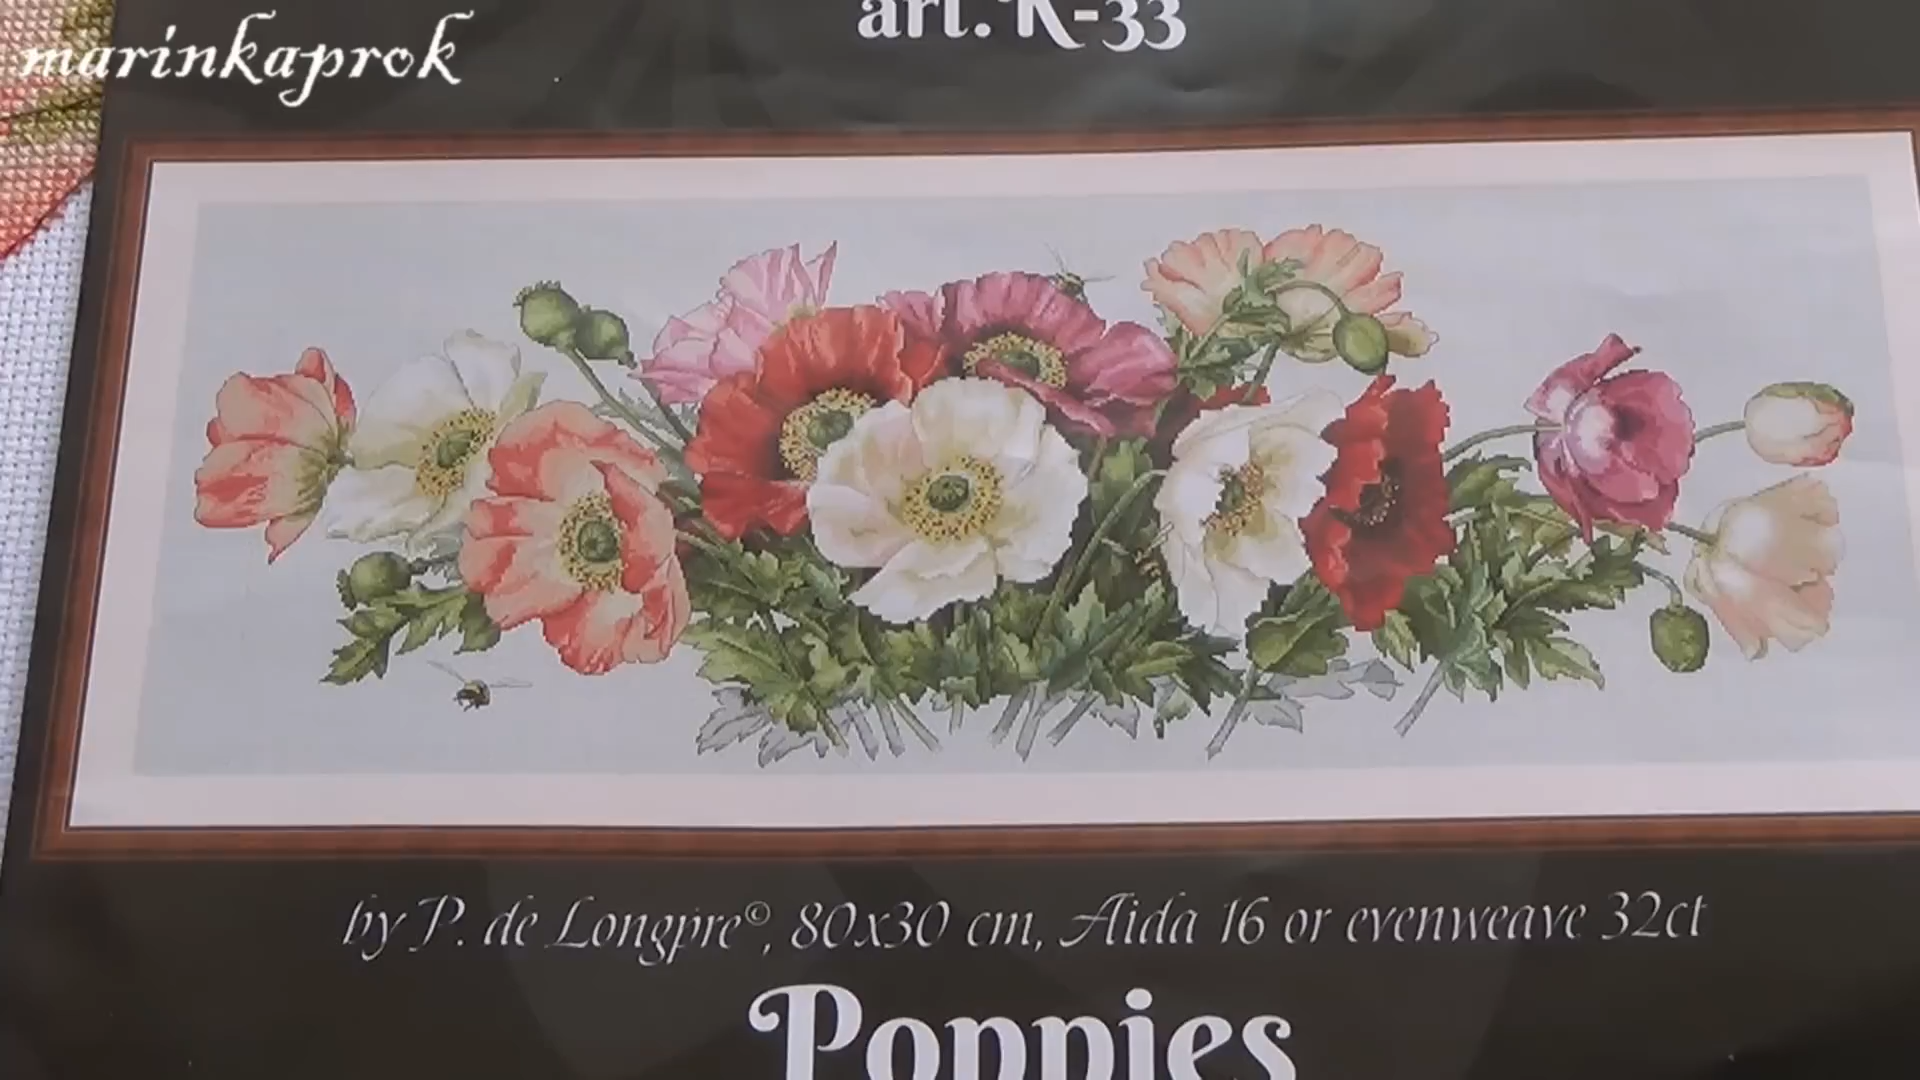 marinkaprok
art. K-33
by P. de Longpre©, 80x30 cm, Aida 16 or evenweave 32ct
Poppies